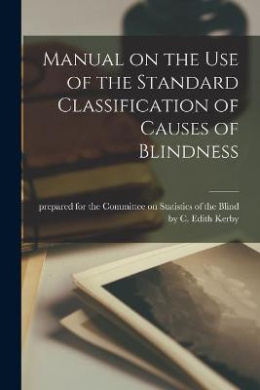 Manual on the Use
of the Standard
Classification of
Causes of
Blindness
prepared for the Committee on Statistics of the Blind
by C. Edith Kerby